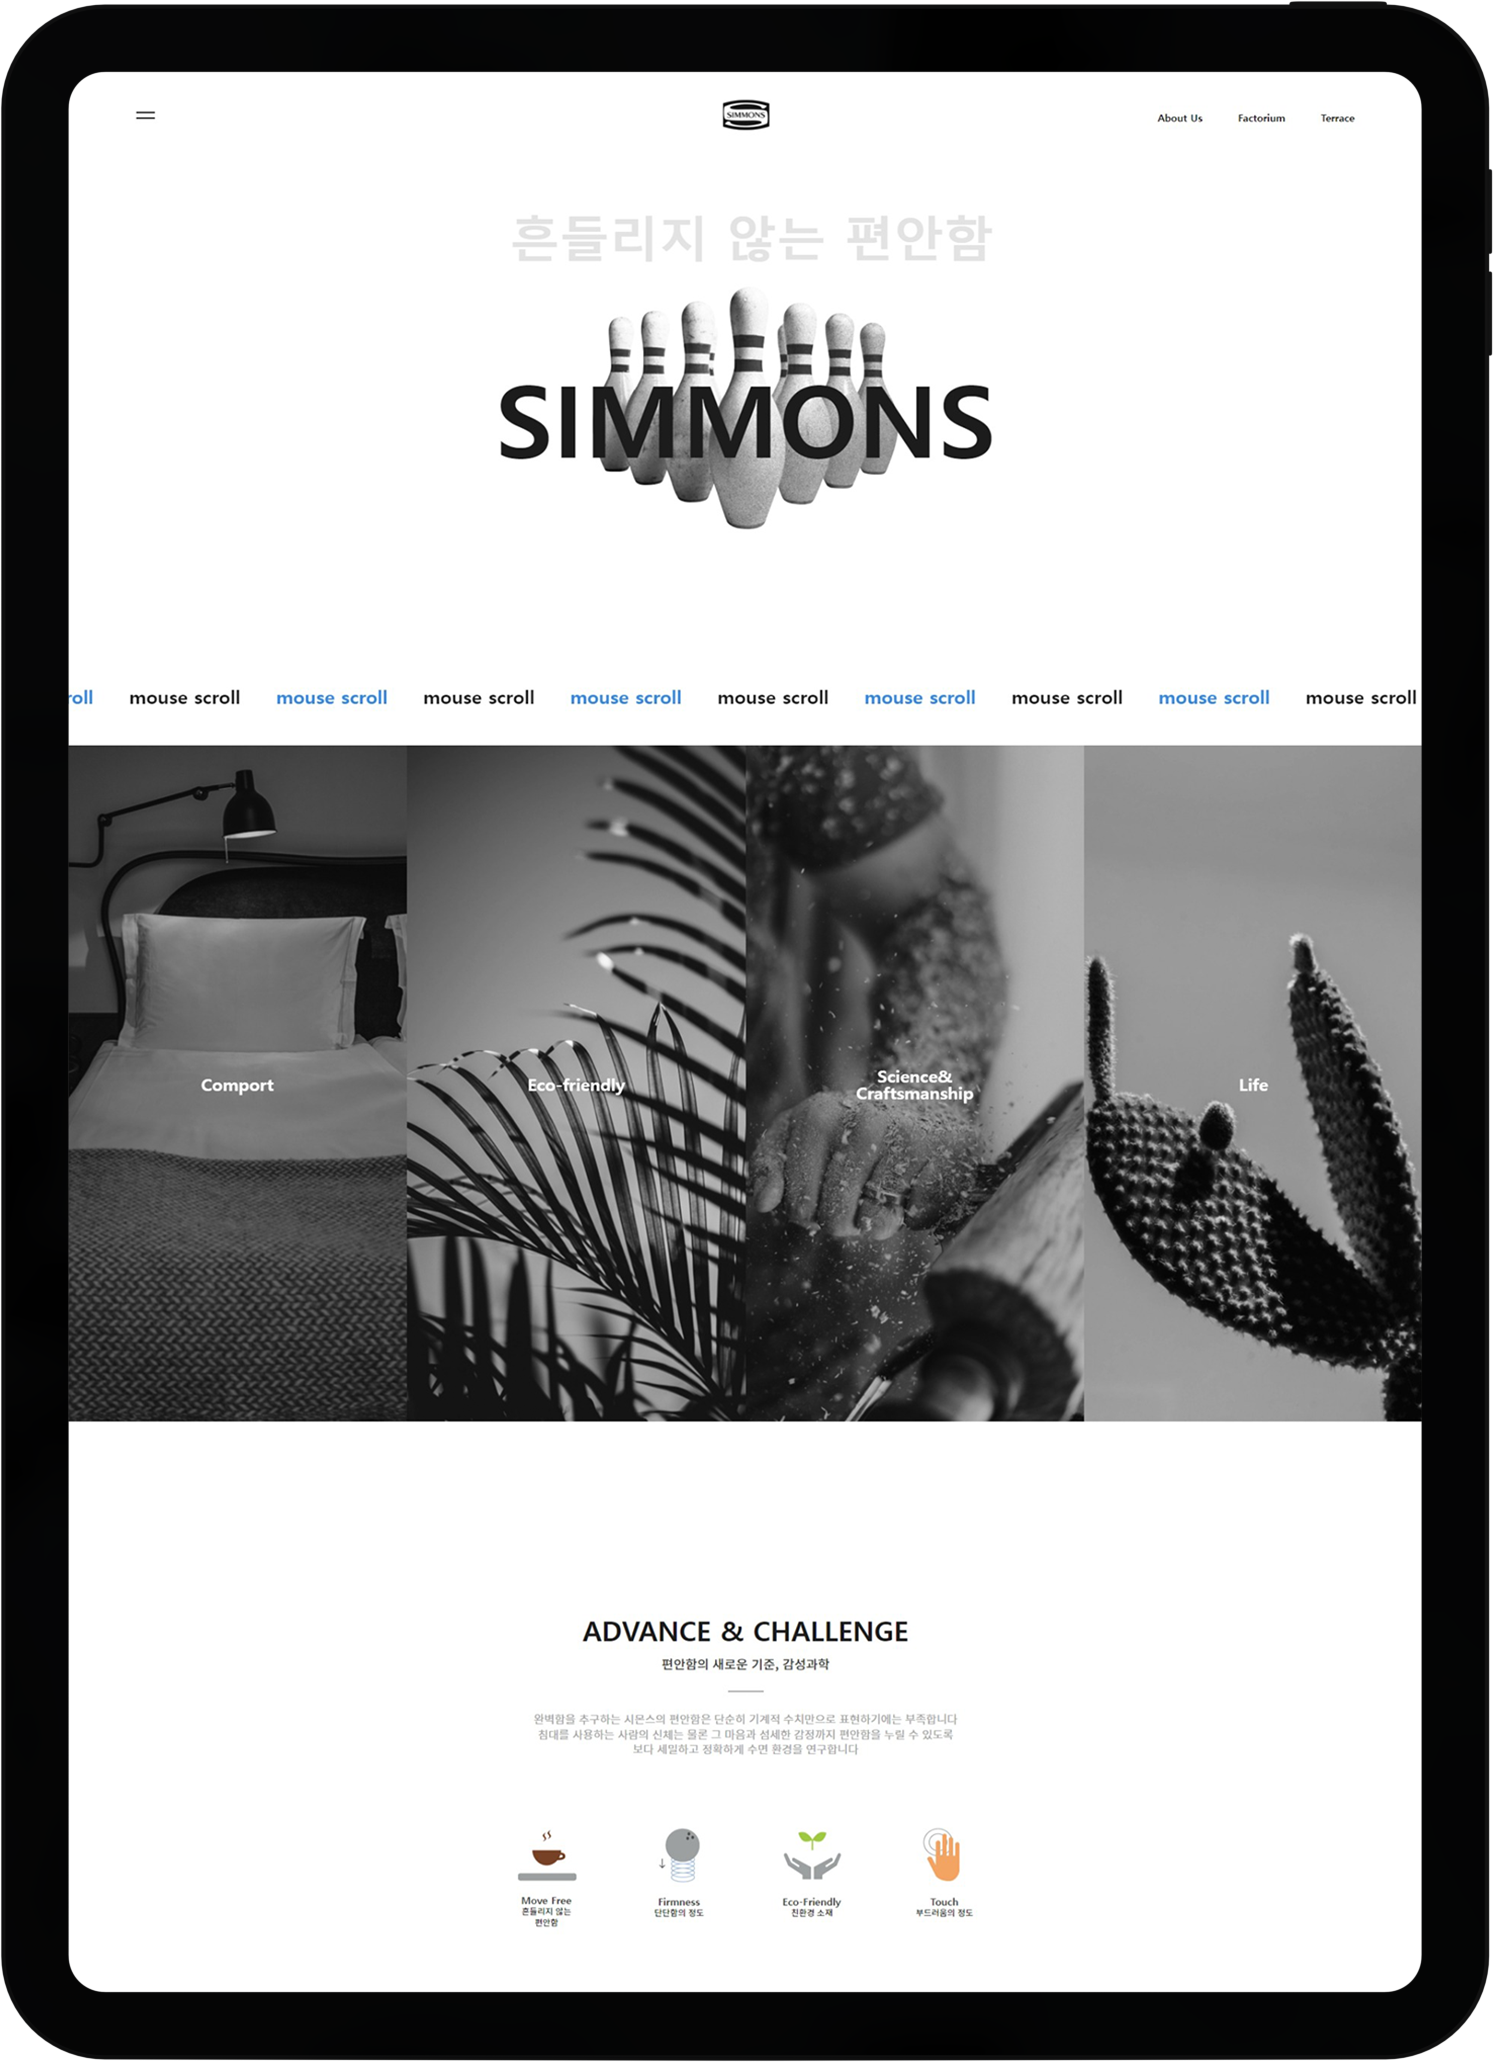 SIMMONS
About Us Factorium Terrace
흔들리지 않는 편안함
SIMMONS
roll mouse scroll mouse scroll mouse scroll mouse scroll mouse scroll mouse scroll mouse scroll mouse scroll mouse scroll
Comport
Eco-friendly
Science&
Craftsmanship
Life
ADVANCE & CHALLENGE
편안함의 새로운 기준, 감성과학
완벽함을 추구하는 시몬스의 편안함은 단순히 기계적 수치만으로 표현하기에는 부족합니다
침대를 사용하는 사람의 신체는 물론 그 마음과 섬세한 감정까지 편안함을 누릴 수 있도록
보다 세밀하고 정확하게 수면 환경을 연구합니다
Move Free
흔들리지 않는
편안함
Firmness
단단함의 정도
Eco-Friendly
친환경 소재
Touch
부드러움의 정도